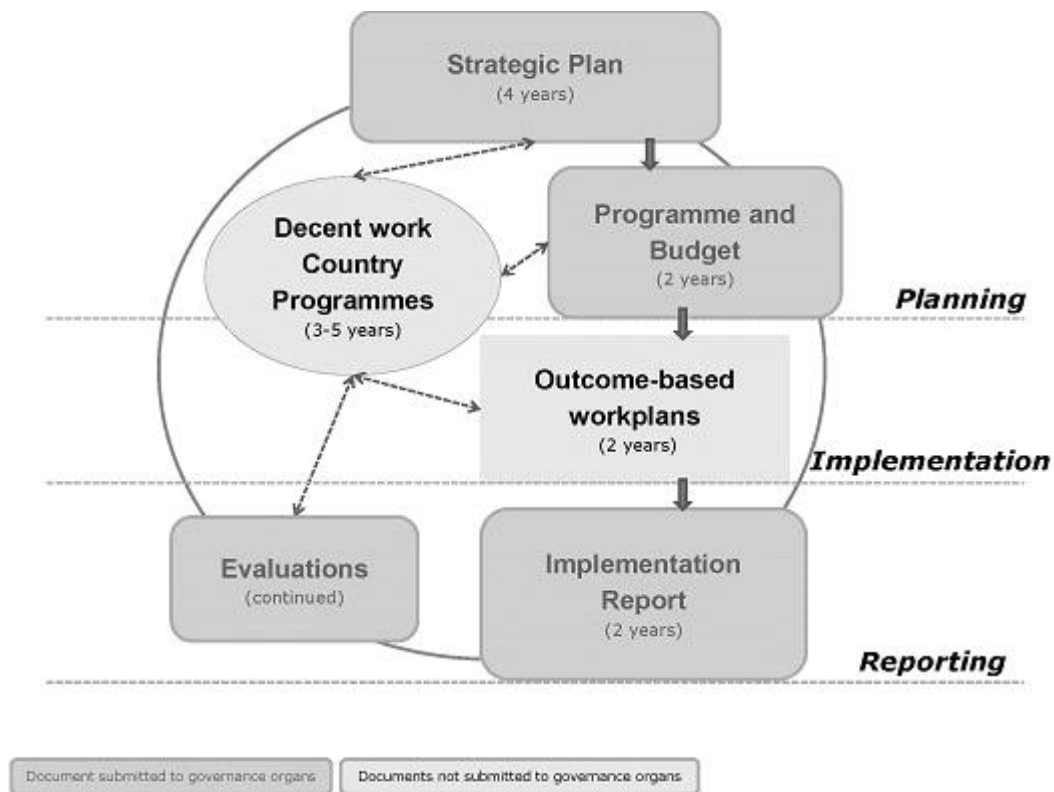 Strategic Plan
(4 years)
Decent work
Country
Programmes
(3-5 years)
Programme and
Budget
(2 years)
Planning
Outcome-based
workplans
(2 years)
Implementation
Evaluations
(continued)
Implementation
Report
(2 years)
Reporting
Document submitted to governance organs
Documents not submitted to governance organs